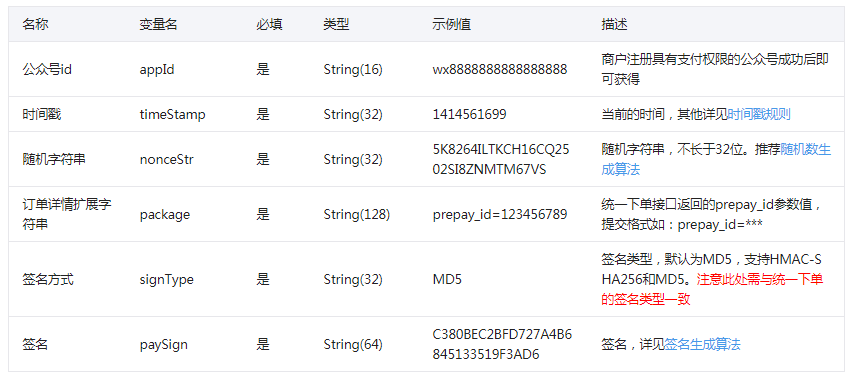 名称 变量名 必填 类型 示例值 描述
公众号id appId 是 String(16) wx8888888888888888 商户注册具有支付权限的公众号成功后即
可获得
时间戳 timeStamp 是 String(32) 1414561699 当前的时间，其他详见时间戳规则
随机字符串 nonceStr 是 String(32) 5K8264ILTKCH16CQ25 随机字符串，不长于32位。推荐随机数生
02SI8ZNMTM67VS 成算法
订单详情扩展字 package 是 String(128) prepay_id=123456789 统一下单接口返回的prepay_id参数值，
符串 提交格式如：prepay_id=***
签名方式 signType 是 String(32) MD5 签名类型，默认为MD5，支持HMAC-S
HA256和MD5。注意此处需与统一下单
的签名类型一致
签名 paySign 是 String(64) C380BEC2BFD727A4B6 签名，详见签名生成算法
845133519F3AD6